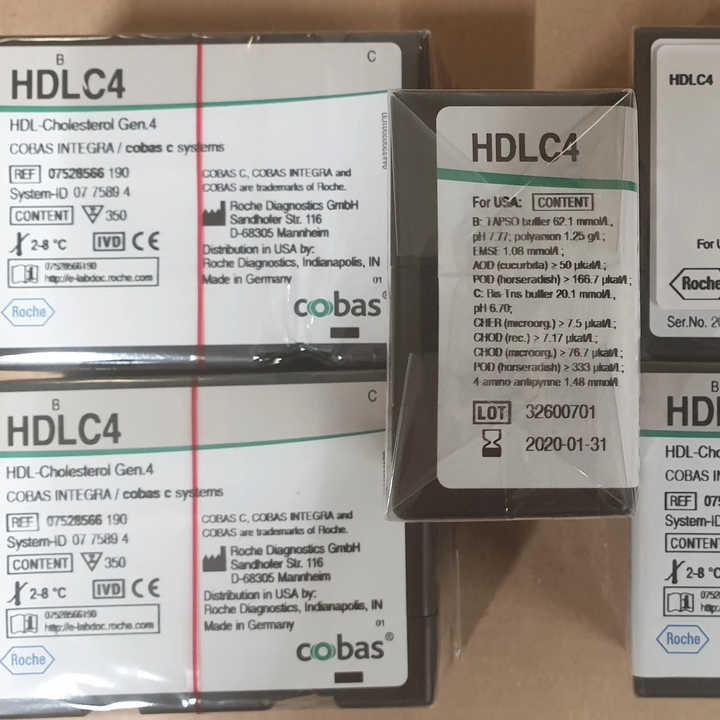 B
C
HDLC4
HDL-Cholesterol Gen.4
COBAS INTEGRA / cobas c systems
REF 07528566 190
System-ID 07 7589 4
CONTENT 350
2-8 °C IVD CE
07528566190
http://e-labdoc.roche.com
Roche
COBAS C, COBAS INTEGRA and
COBAS are trademarks of Roche.
Roche Diagnostics GmbH
Sandhofer Str. 116
D-68305 Mannheim
Distribution in USA by:
Roche Diagnostics, Indianapolis, IN
Made in Germany 01
cobas®
B
C
HDLC4
HDL-Cholesterol Gen.4
COBAS INTEGRA / cobas c systems
REF 07528566 190
System-ID 07 7589 4
CONTENT 350
2-8 °C IVD CE
07528566190
http://e-labdoc.roche.com
Roche
COBAS C, COBAS INTEGRA and
COBAS are trademarks of Roche.
Roche Diagnostics GmbH
Sandhofer Str. 116
D-68305 Mannheim
Distribution in USA by:
Roche Diagnostics, Indianapolis, IN
Made in Germany 01
cobas®
HDLC4
For USA: CONTENT
B: TAPSO buffer 62.1 mmol/L,
pH 7.77; polyanion 1.25 g/L;
EMSE 1.08 mmol/L;
AOD (cucurbita) > 50 µkat/L;
POD (horseradish) > 166.7 µkat/L
C: Bis-Tris buffer 20.1 mmol/L,
pH 6.70;
CHER (microorg.) > 7.5 µkat/L;
CHOD (rec.) > 7.17 µkat/L;
CHOD (microorg.) > 76.7 µkat/L;
POD (horseradish) > 333 µkat/L;
4-amino-antipyrine 1.48 mmol/L
LOT 32600701
2020-01-31
HDLC4
For U
Roche
Ser.No. 20
B
HDL
HDL-Cho
COBAS IN
REF 075
System-ID
CONTENT
2-8 °C
0752
http:/
Roche